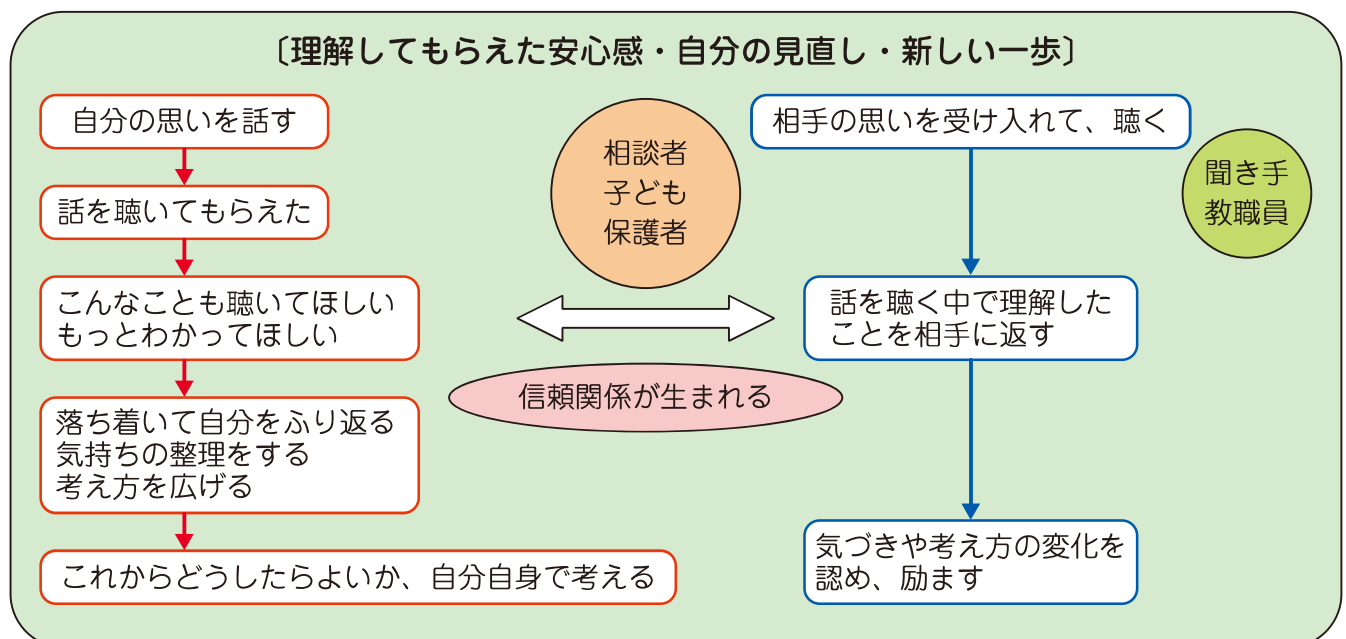 〔理解してもらえた安心感・自分の見直し・新しい一歩〕
自分の思いを話す
話を聴いてもらえた
こんなことも聴いてほしい
もっとわかってほしい
落ち着いて自分をふり返る
気持ちの整理をする
考え方を広げる
これからどうしたらよいか、自分自身で考える
相談者
子ども
保護者
信頼関係が生まれる
相手の思いを受け入れて、聴く
話を聴く中で理解した
ことを相手に返す
気づきや考え方の変化を
認め、励ます
聞き手
教職員